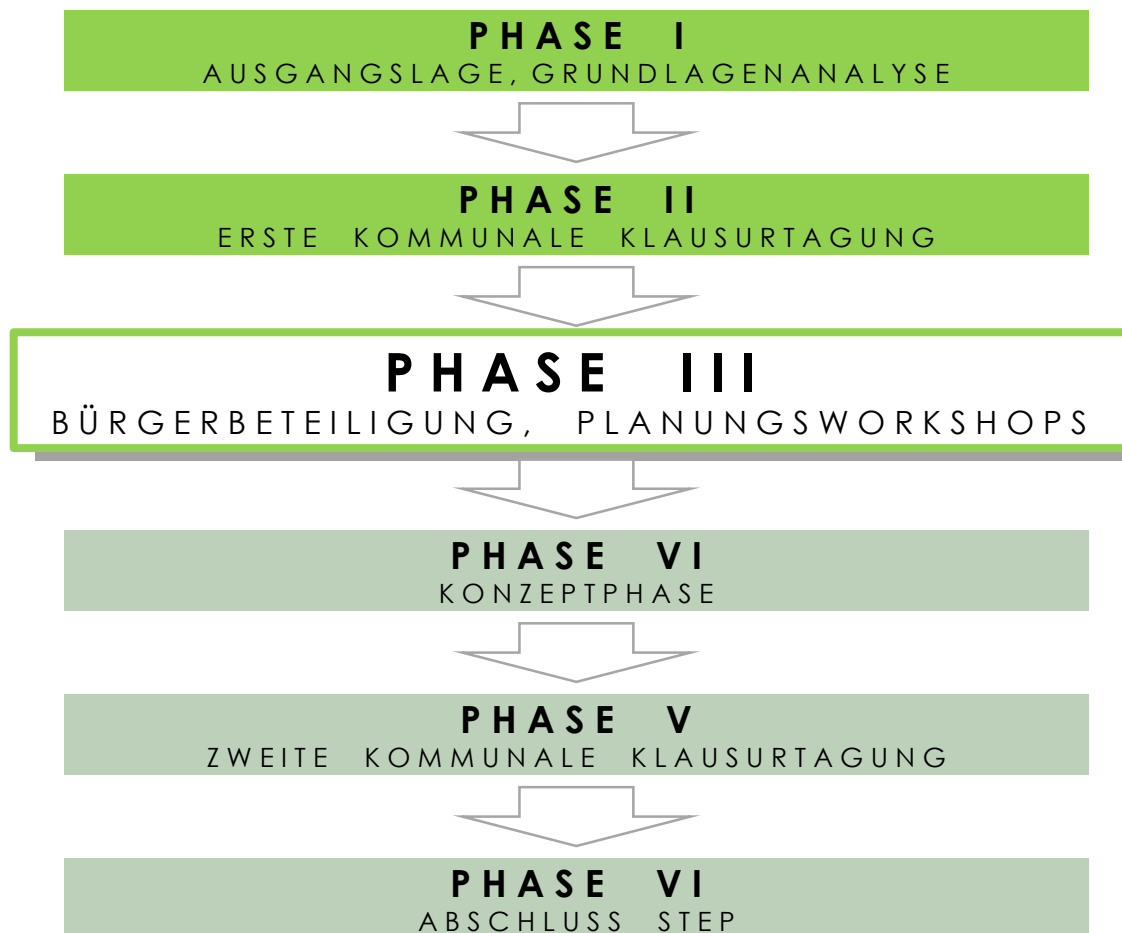 PHASE I
AUSGANGSLAGE, GRUNDLAGENANALYSE
PHASE II
ERSTE KOMMUNALE KLAUSURTAGUNG
PHASE III
BÜRGERBETEILIGUNG, PLANUNGSWORKSHOPS
PHASE VI
KONZEPTPHASE
PHASE V
ZWEITE KOMMUNALE KLAUSURTAGUNG
PHASE VI
ABSCHLUSS STEP